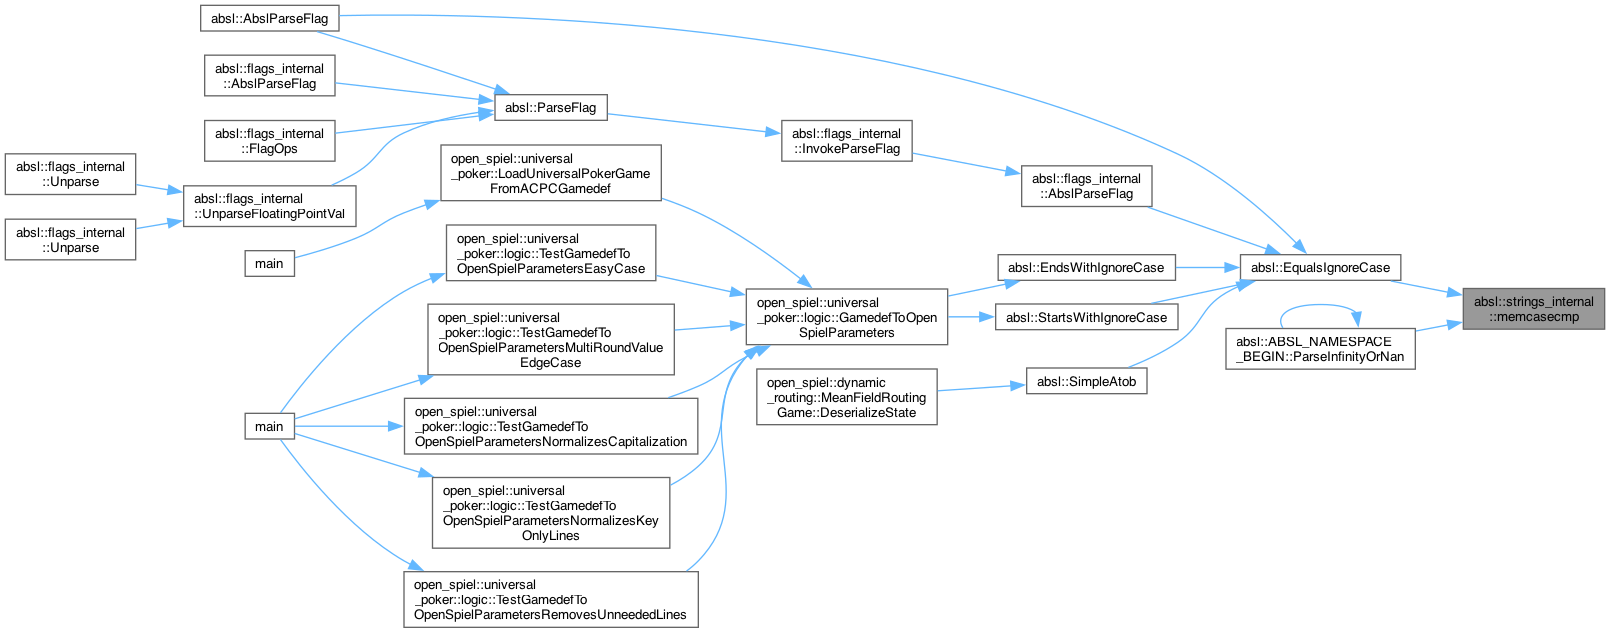 absl::AbslParseFlag
absl::flags_internal
::AbslParseFlag
absl::ParseFlag
absl::flags_internal
::FlagOps
absl::flags_internal
::InvokeParseFlag
absl::flags_internal
::Unparse
open_spiel::universal
_poker::LoadUniversalPokerGame
FromACPCGamedef
absl::flags_internal
::AbslParseFlag
absl::flags_internal
::UnparseFloatingPointVal
absl::flags_internal
::Unparse
main
open_spiel::universal
_poker::logic::TestGamedefTo
OpenSpielParametersEasyCase
absl::EndsWithIgnoreCase
absl::EqualsIgnoreCase
open_spiel::universal
_poker::logic::GamedefToOpen
SpielParameters
absl::strings_internal
::memcasecmp
absl::StartsWithIgnoreCase
open_spiel::universal
_poker::logic::TestGamedefTo
OpenSpielParametersMultiRoundValue
EdgeCase
absl::ABSL_NAMESPACE
_BEGIN::ParseInfinityOrNan
open_spiel::dynamic
_routing::MeanFieldRouting
Game::DeserializeState
absl::SimpleAtob
main
open_spiel::universal
_poker::logic::TestGamedefTo
OpenSpielParametersNormalizesCapitalization
open_spiel::universal
_poker::logic::TestGamedefTo
OpenSpielParametersNormalizesKey
OnlyLines
open_spiel::universal
_poker::logic::TestGamedefTo
OpenSpielParametersRemovesUnneededLines